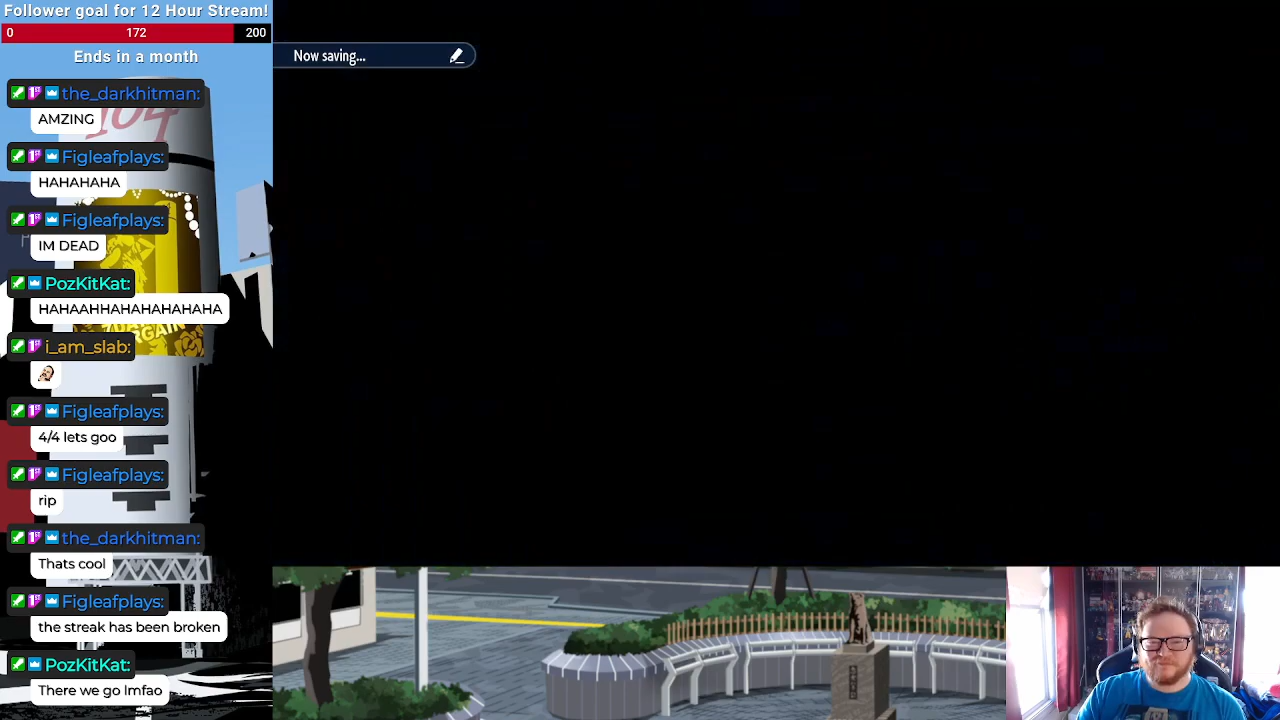 Follower goal for 12 Hour Stream!
0 172 200
Ends in a month
Now saving...
the_darkhitman:
AMZING
104
Figleafplays:
HAHAHAHA
Figleafplays:
IM DEAD
PozKitKat:
HAHAAHHAHAHAHAHAHA
i_am_slab:
Figleafplays:
4/4 lets goo
Figleafplays:
rip
the_darkhitman:
Thats cool
Figleafplays:
the streak has been broken
PozKitKat:
There we go lmfao